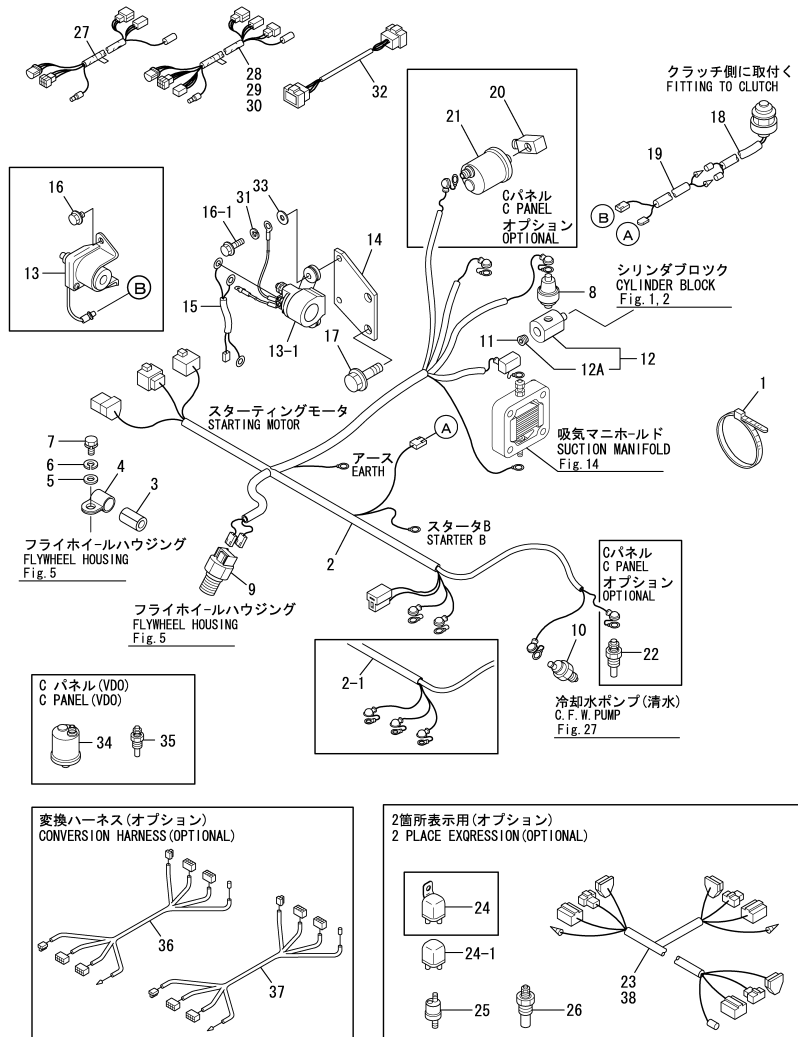 27
28
29
30
32
クラッチ側に取付く
FITTING TO CLUTCH
18
19
B
A
20
21
Cパネル
C PANEL
オプション
OPTIONAL
16
13
B
16-1
31
33
14
15
13-1
17
シリンダブロツク
CYLINDER BLOCK
Fig.1,2
8
11
12
12A
1
吸気マニホールド
SUCTION MANIFOLD
Fig.14
スターティングモータ
STARTING MOTOR
7
6
5
4
3
フライホイールハウジング
FLYWHEEL HOUSING
Fig.5
アース
EARTH
A
スタータB
STARTER B
2
9
フライホイールハウジング
FLYWHEEL HOUSING
Fig.5
Cパネル
C PANEL
オプション
OPTIONAL
22
10
冷却水ポンプ(清水)
C.F.W.PUMP
Fig.27
2-1
C パネル(VDO)
C PANEL(VDO)
34
35
変換ハーネス(オプション)
CONVERSION HARNESS(OPTIONAL)
36
37
2箇所表示用(オプション)
2 PLACE EXQRESSION(OPTIONAL)
24
24-1
25
26
23
38